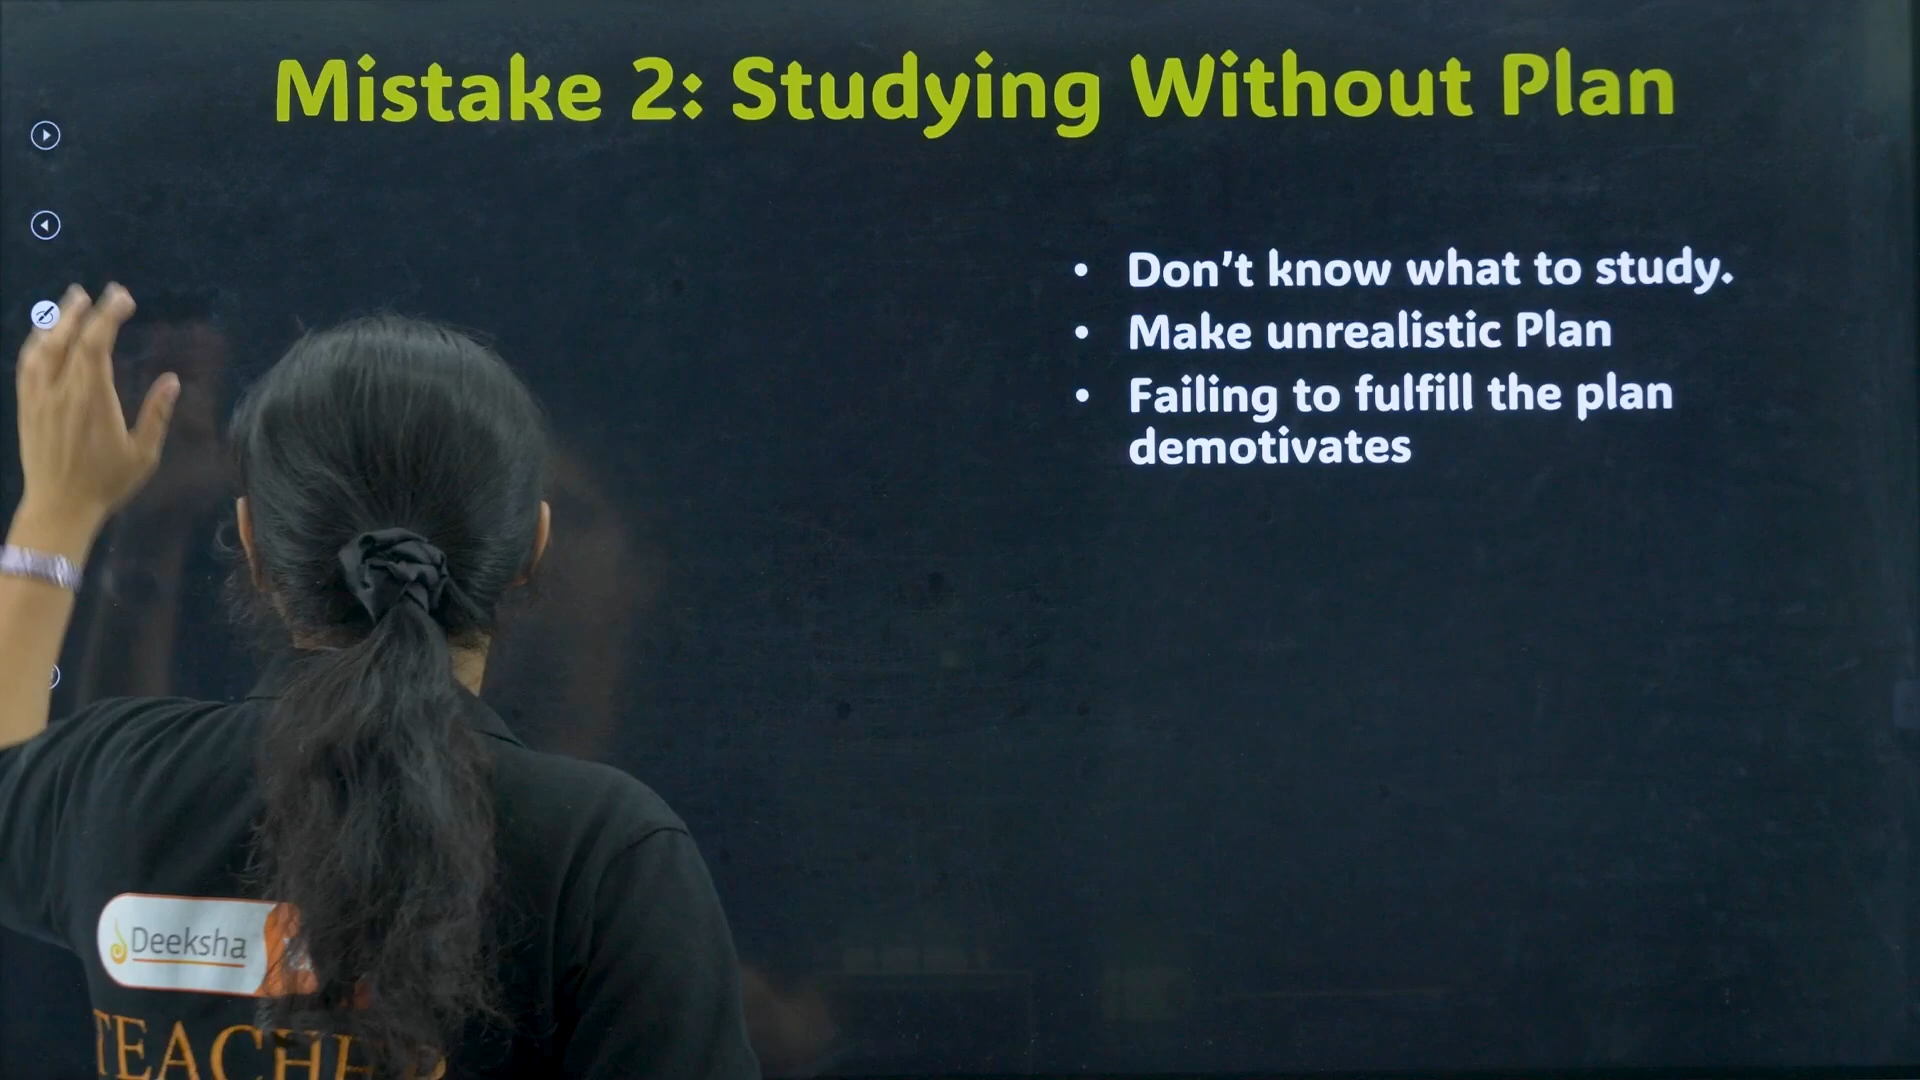 Mistake 2: Studying Without Plan
• Don't know what to study.
• Make unrealistic Plan
• Failing to fulfill the plan
demotivates
Deeksha
TEACHER